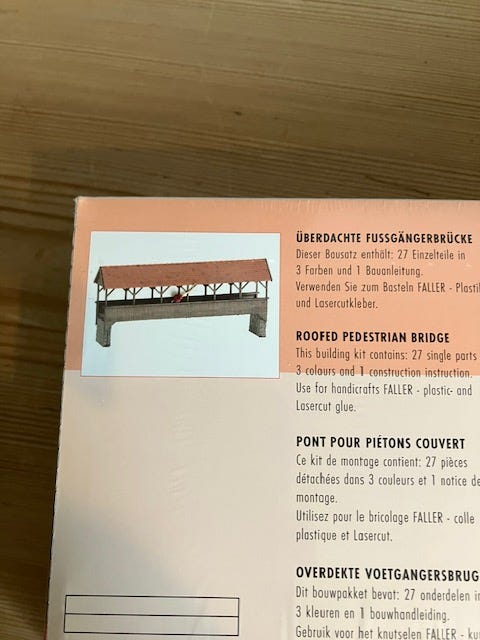 ÜBERDACHTE FUSSGÄNGERBRÜCKE
Dieser Bausatz enthält: 27 Einzelteile in
3 Farben und 1 Bauanleitung.
Verwenden Sie zum Basteln FALLER - Plasti
und Lasercutkleber.
ROOFED PEDESTRIAN BRIDGE
This building kit contains: 27 single parts
3 colours and 1 construction instruction.
Use for handicrafts FALLER - plastic- and
Lasercut glue.
PONT POUR PIÉTONS COUVERT
Ce kit de montage contient: 27 pièces
détachées dans 3 couleurs et 1 notice de
montage.
Utilisez pour le bricolage FALLER - colle
plastique et Lasercut.
OVERDEKTE VOETGANGERSBRUG
Dit bouwpakket bevat: 27 onderdelen in
3 kleuren en 1 bouwhandleiding.
Gebruik voor het knutselen FALLER - ku